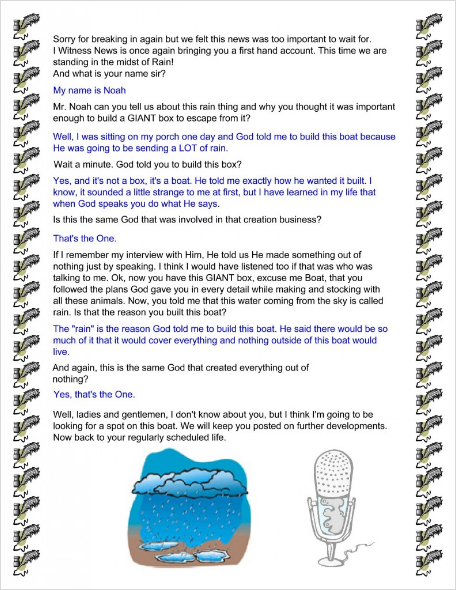 Sorry for breaking in again but we felt this news was too important to wait for.
I Witness News is once again bringing you a first hand account. This time we are
standing in the midst of Rain!
And what is your name sir?
My name is Noah
Mr. Noah can you tell us about this rain thing and why you thought it was important
enough to build a GIANT box to escape from it?
Well, I was sitting on my porch one day and God told me to build this boat because
He was going to be sending a LOT of rain.
Wait a minute. God told you to build this box?
Yes, and it's not a box, it's a boat. He told me exactly how he wanted it built. I
know, it sounded a little strange to me at first, but I have learned in my life that
when God speaks you do what He says.
Is this the same God that was involved in that creation business?
That's the One.
If I remember my interview with Him, He told us He made something out of
nothing just by speaking. I think I would have listened too if that was who was
talking to me. Ok, now you have this GIANT box, excuse me Boat, that you
followed the plans God gave you in every detail while making and stocking with
all these animals. Now, you told me that this water coming from the sky is called
rain. Is that the reason you built this boat?
The "rain" is the reason God told me to build this boat. He said there would be so
much of it that it would cover everything and nothing outside of this boat would
live.
And again, this is the same God that created everything out of
nothing?
Yes, that's the One.
Well, ladies and gentlemen, I don't know about you, but I think I'm going to be
looking for a spot on this boat. We will keep you posted on further developments.
Now back to your regularly scheduled life.